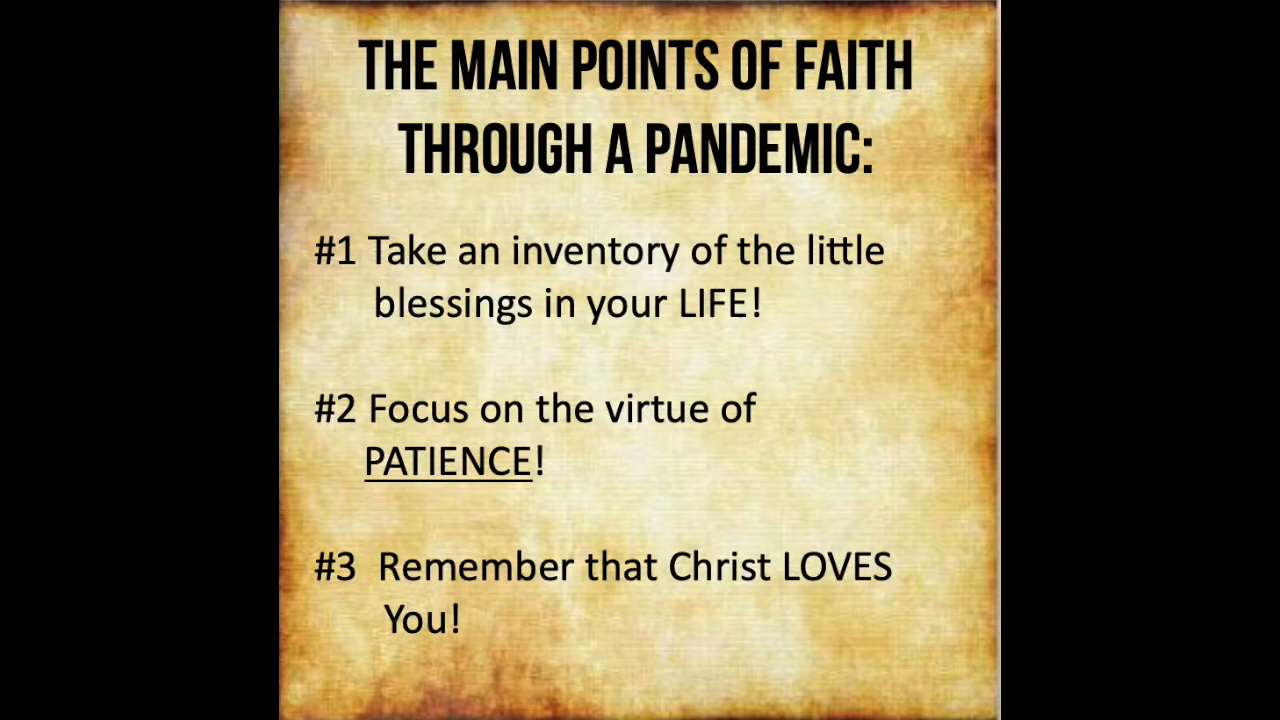 THE MAIN POINTS OF FAITH
THROUGH A PANDEMIC:
#1 Take an inventory of the little
blessings in your LIFE!
#2 Focus on the virtue of
PATIENCE!
#3 Remember that Christ LOVES
You!